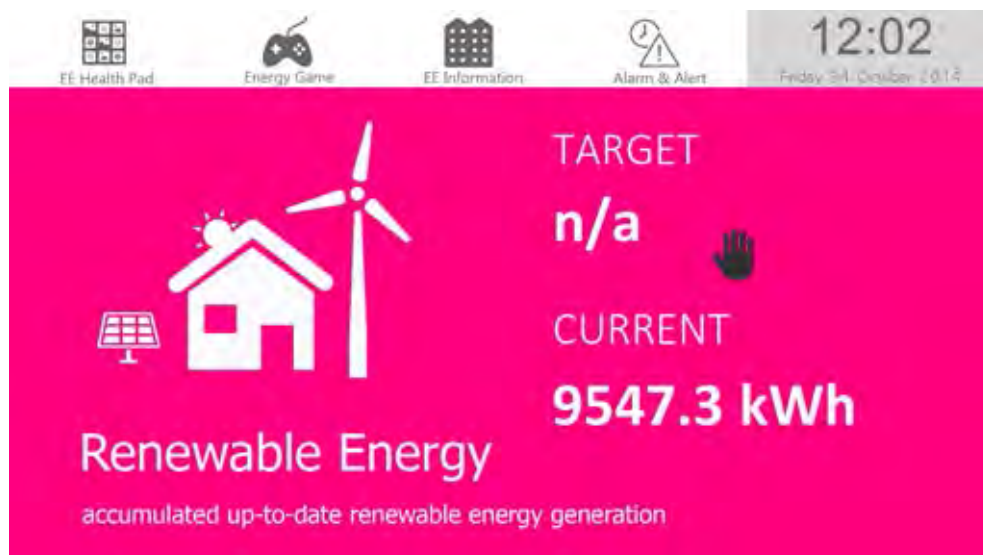 EE Health Pad
Energy Game
EE Information
Alarm & Alert
12:02
TARGET
n/a
CURRENT
9547.3 kWh
Renewable Energy
accumulated up-to-date renewable energy generation